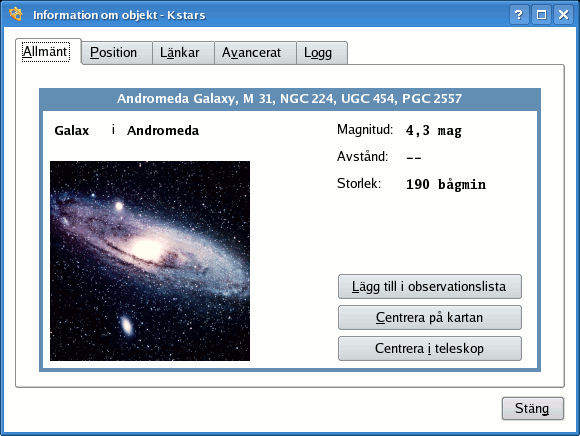 Information om objekt - Kstars
Allmänt Position Länkar Avancerat Logg
Andromeda Galaxy, M 31, NGC 224, UGC 454, PGC 2557
Galax i Andromeda
Magnitud: 4,3 mag
Avstånd: --
Storlek: 190 bågmin
Lägg till i observationslista
Centrera på kartan
Centrera i teleskop
Stäng